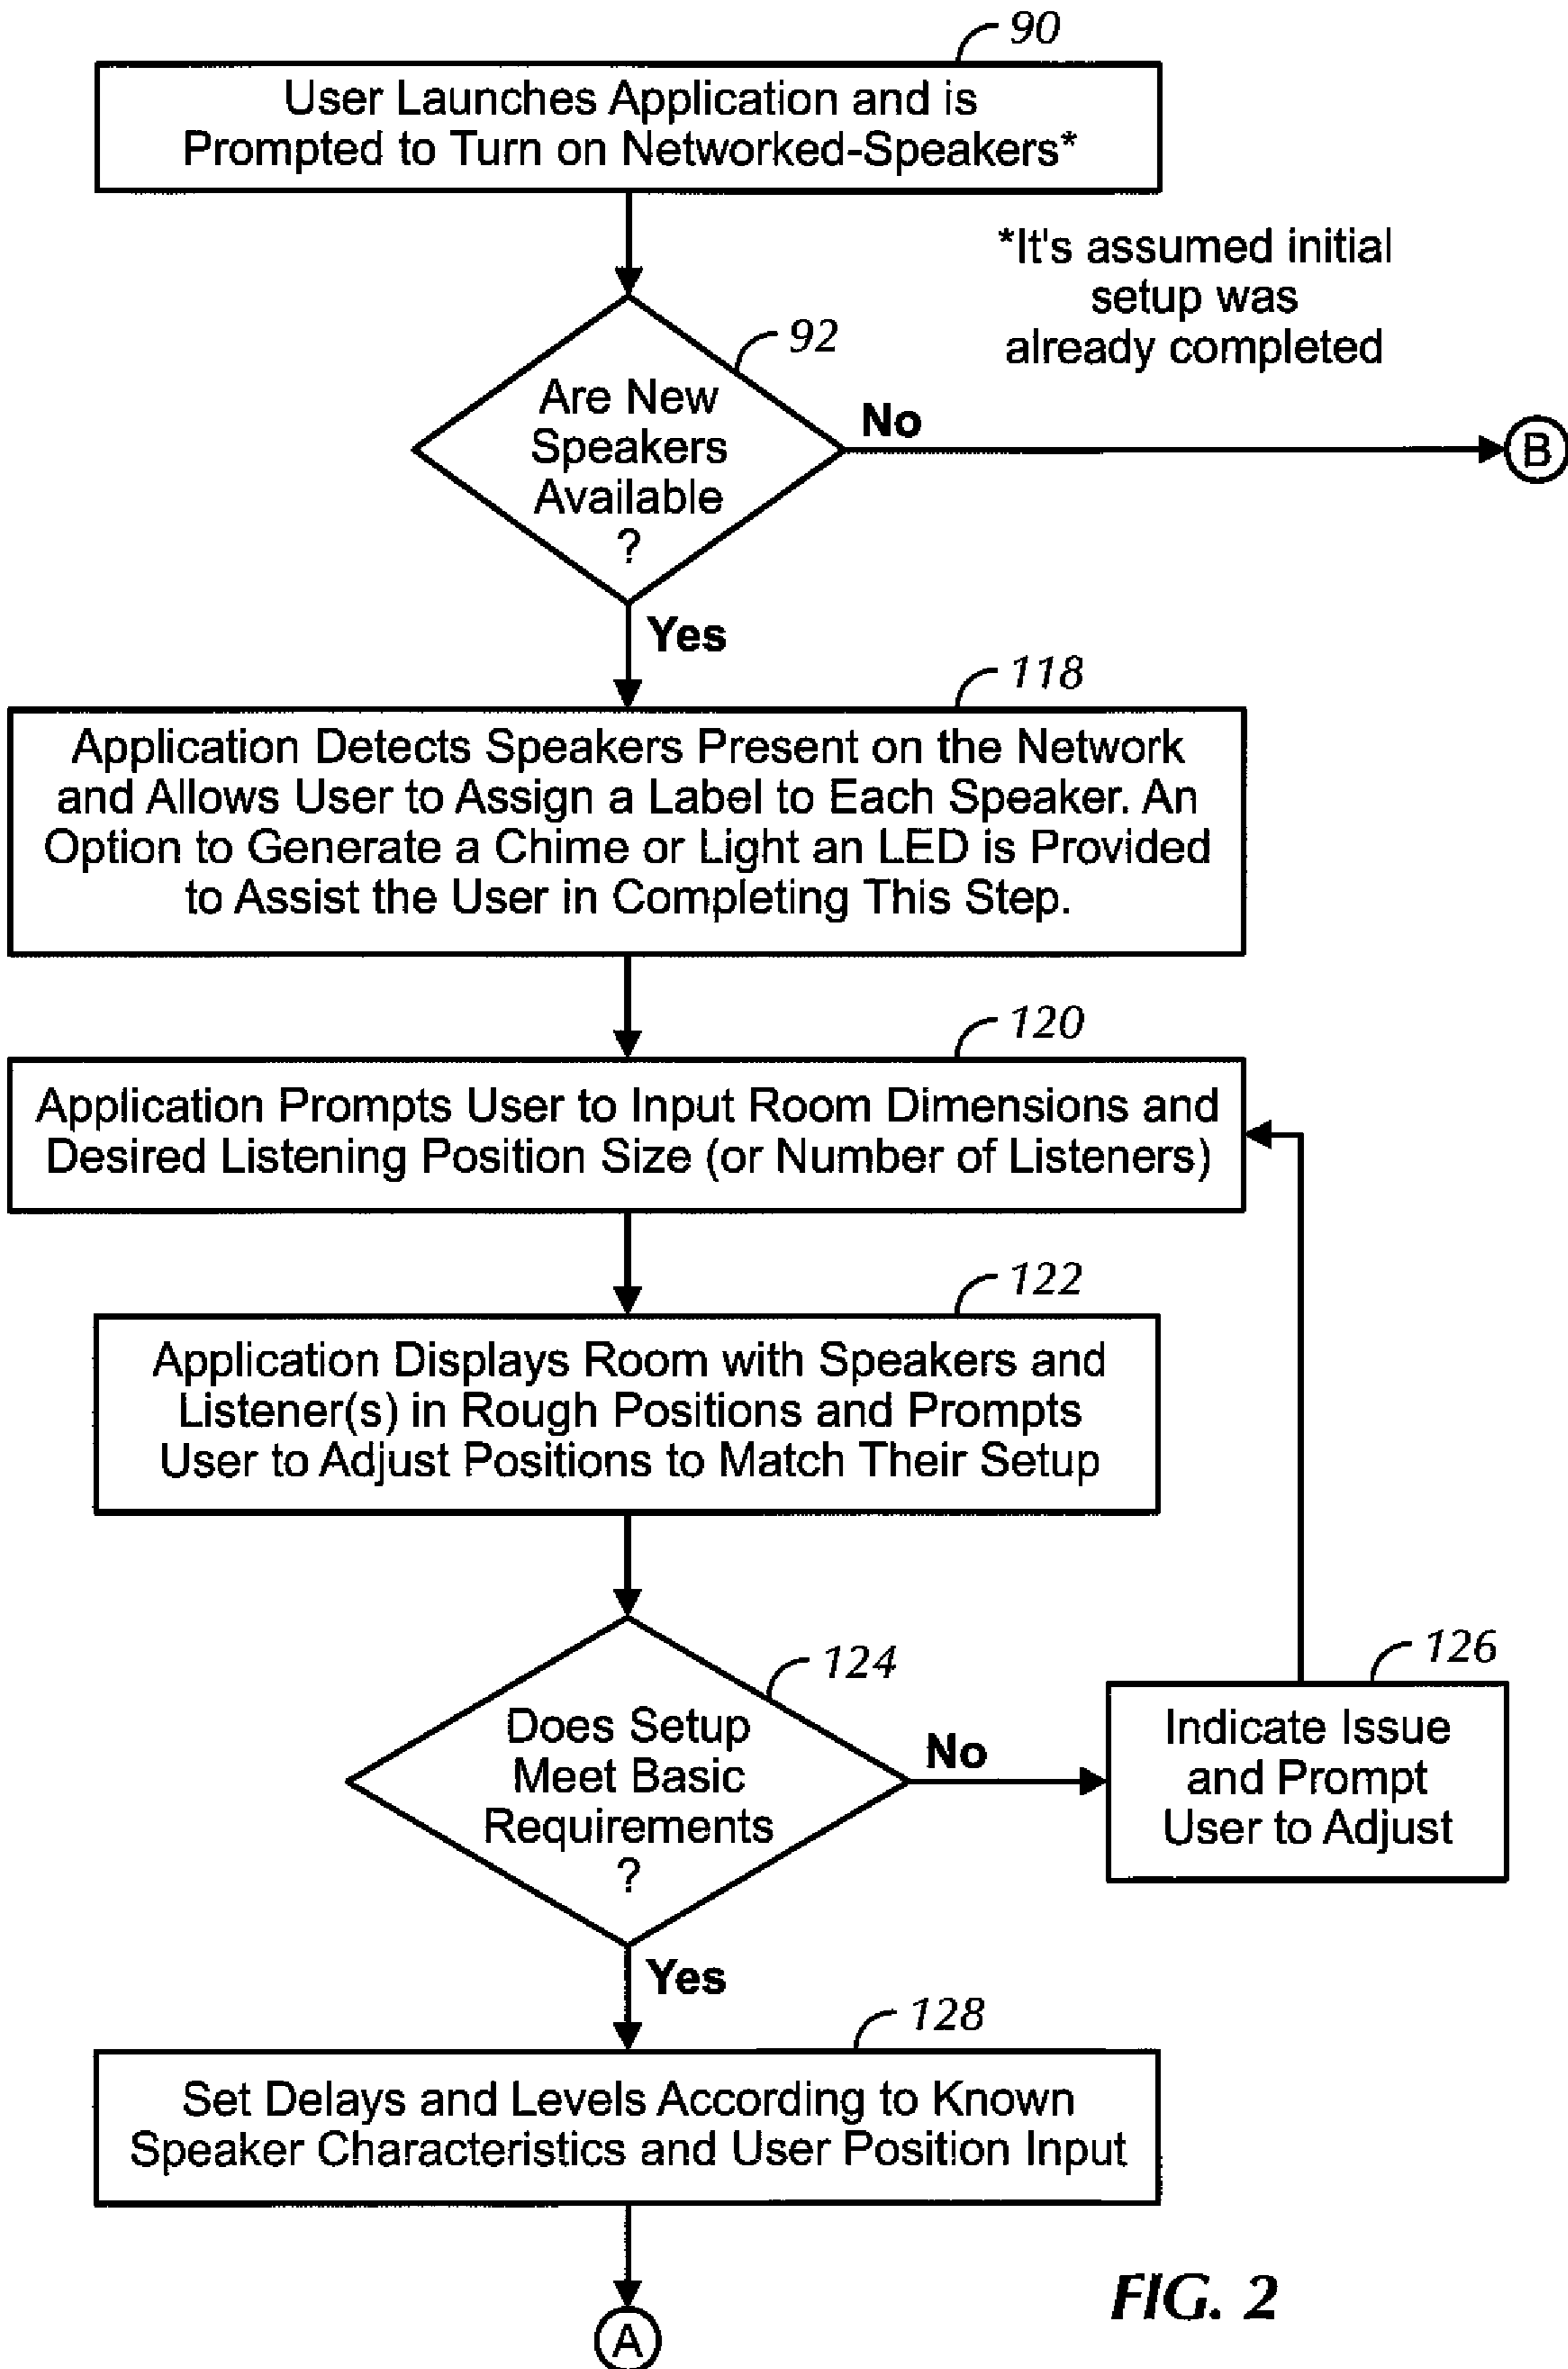 90
User Launches Application and is
Prompted to Turn on Networked-Speakers*
*It's assumed initial
setup was
already completed
92
Are New
Speakers
Available
?
No
B
Yes
118
Application Detects Speakers Present on the Network
and Allows User to Assign a Label to Each Speaker. An
Option to Generate a Chime or Light an LED is Provided
to Assist the User in Completing This Step.
120
Application Prompts User to Input Room Dimensions and
Desired Listening Position Size (or Number of Listeners)
122
Application Displays Room with Speakers and
Listener(s) in Rough Positions and Prompts
User to Adjust Positions to Match Their Setup
124
Does Setup
Meet Basic
Requirements
?
No
126
Indicate Issue
and Prompt
User to Adjust
Yes
128
Set Delays and Levels According to Known
Speaker Characteristics and User Position Input
A
FIG. 2